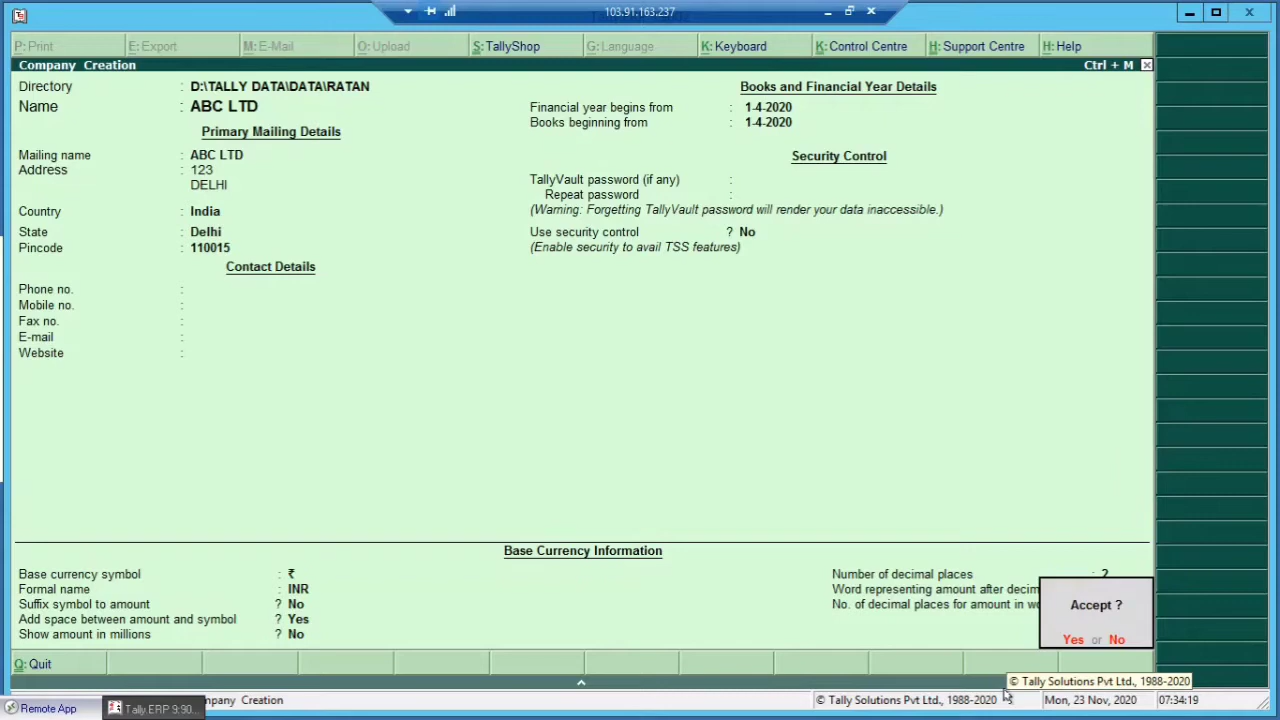 103.91.163.237
P: Print E: Export M: E-Mail O: Upload S: TallyShop G: Language K: Keyboard K: Control Centre H: Support Centre H: Help
Company Creation Ctrl + M
Directory : D:\TALLY DATA\DATA\RATAN
Name : ABC LTD
Primary Mailing Details
Mailing name : ABC LTD
Address : 123
DELHI
Country : India
State : Delhi
Pincode : 110015
Contact Details
Phone no. :
Mobile no. :
Fax no. :
E-mail :
Website :
Books and Financial Year Details
Financial year begins from : 1-4-2020
Books beginning from : 1-4-2020
Security Control
TallyVault password (if any) :
Repeat password :
(Warning: Forgetting TallyVault password will render your data inaccessible.)
Use security control ? No
(Enable security to avail TSS features)
Base Currency Information
Base currency symbol : ₹
Formal name : INR
Suffix symbol to amount ? No
Add space between amount and symbol ? Yes
Show amount in millions ? No
Number of decimal places : 2
Word representing amount after decim
No. of decimal places for amount in wo
Accept ?
Yes or No
Q: Quit
© Tally Solutions Pvt Ltd., 1988-2020
mpany Creation © Tally Solutions Pvt Ltd., 1988-2020 Mon, 23 Nov, 2020 07:34:19
Remote App Tally.ERP 9;90...